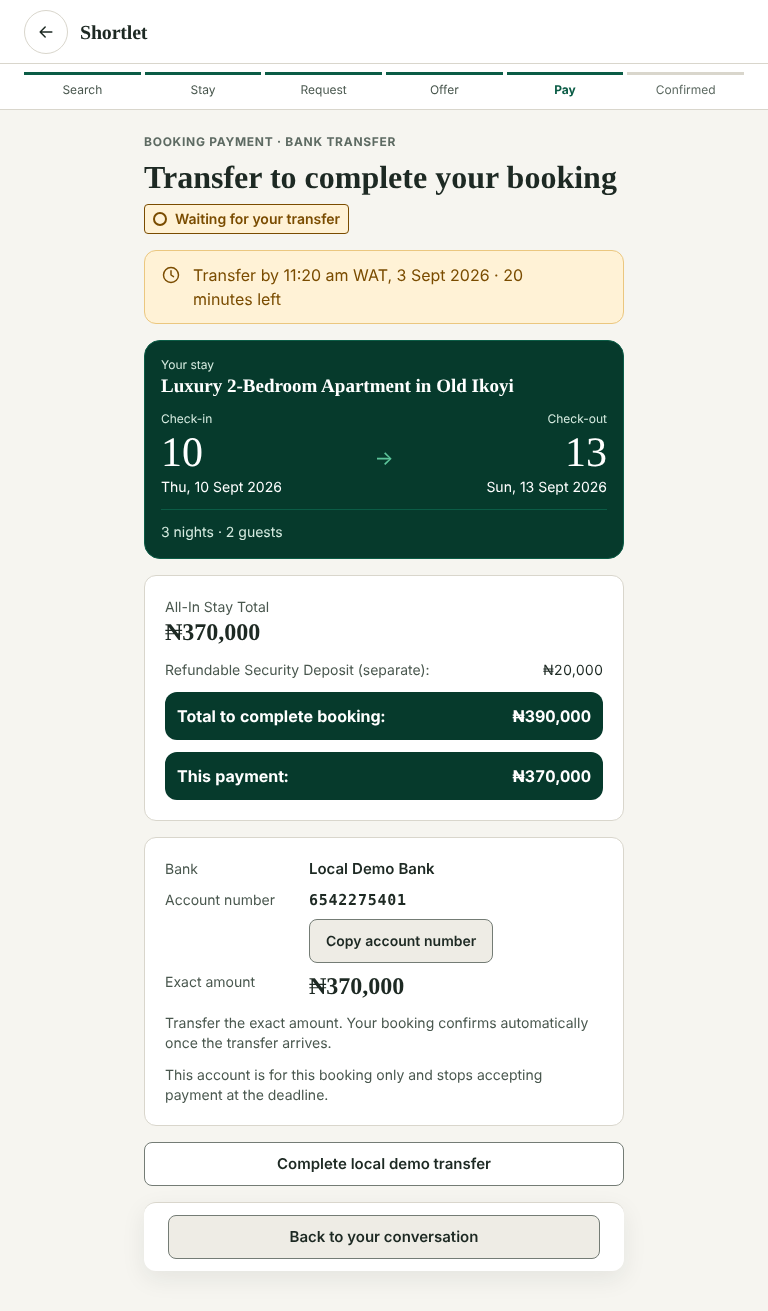 Shortlet
Search
Stay
Request
Offer
Pay
Confirmed
BOOKING PAYMENT · BANK TRANSFER
Transfer to complete your booking
Waiting for your transfer
Transfer by 11:20 am WAT, 3 Sept 2026 · 20
minutes left
Your stay
Luxury 2-Bedroom Apartment in Old Ikoyi
Check-in
10
Thu, 10 Sept 2026
→
Check-out
13
Sun, 13 Sept 2026
3 nights · 2 guests
All-In Stay Total
₦370,000
Refundable Security Deposit (separate): ₦20,000
Total to complete booking: ₦390,000
This payment: ₦370,000
Bank Local Demo Bank
Account number 6542275401
Copy account number
Exact amount ₦370,000
Transfer the exact amount. Your booking confirms automatically
once the transfer arrives.
This account is for this booking only and stops accepting
payment at the deadline.
Complete local demo transfer
Back to your conversation